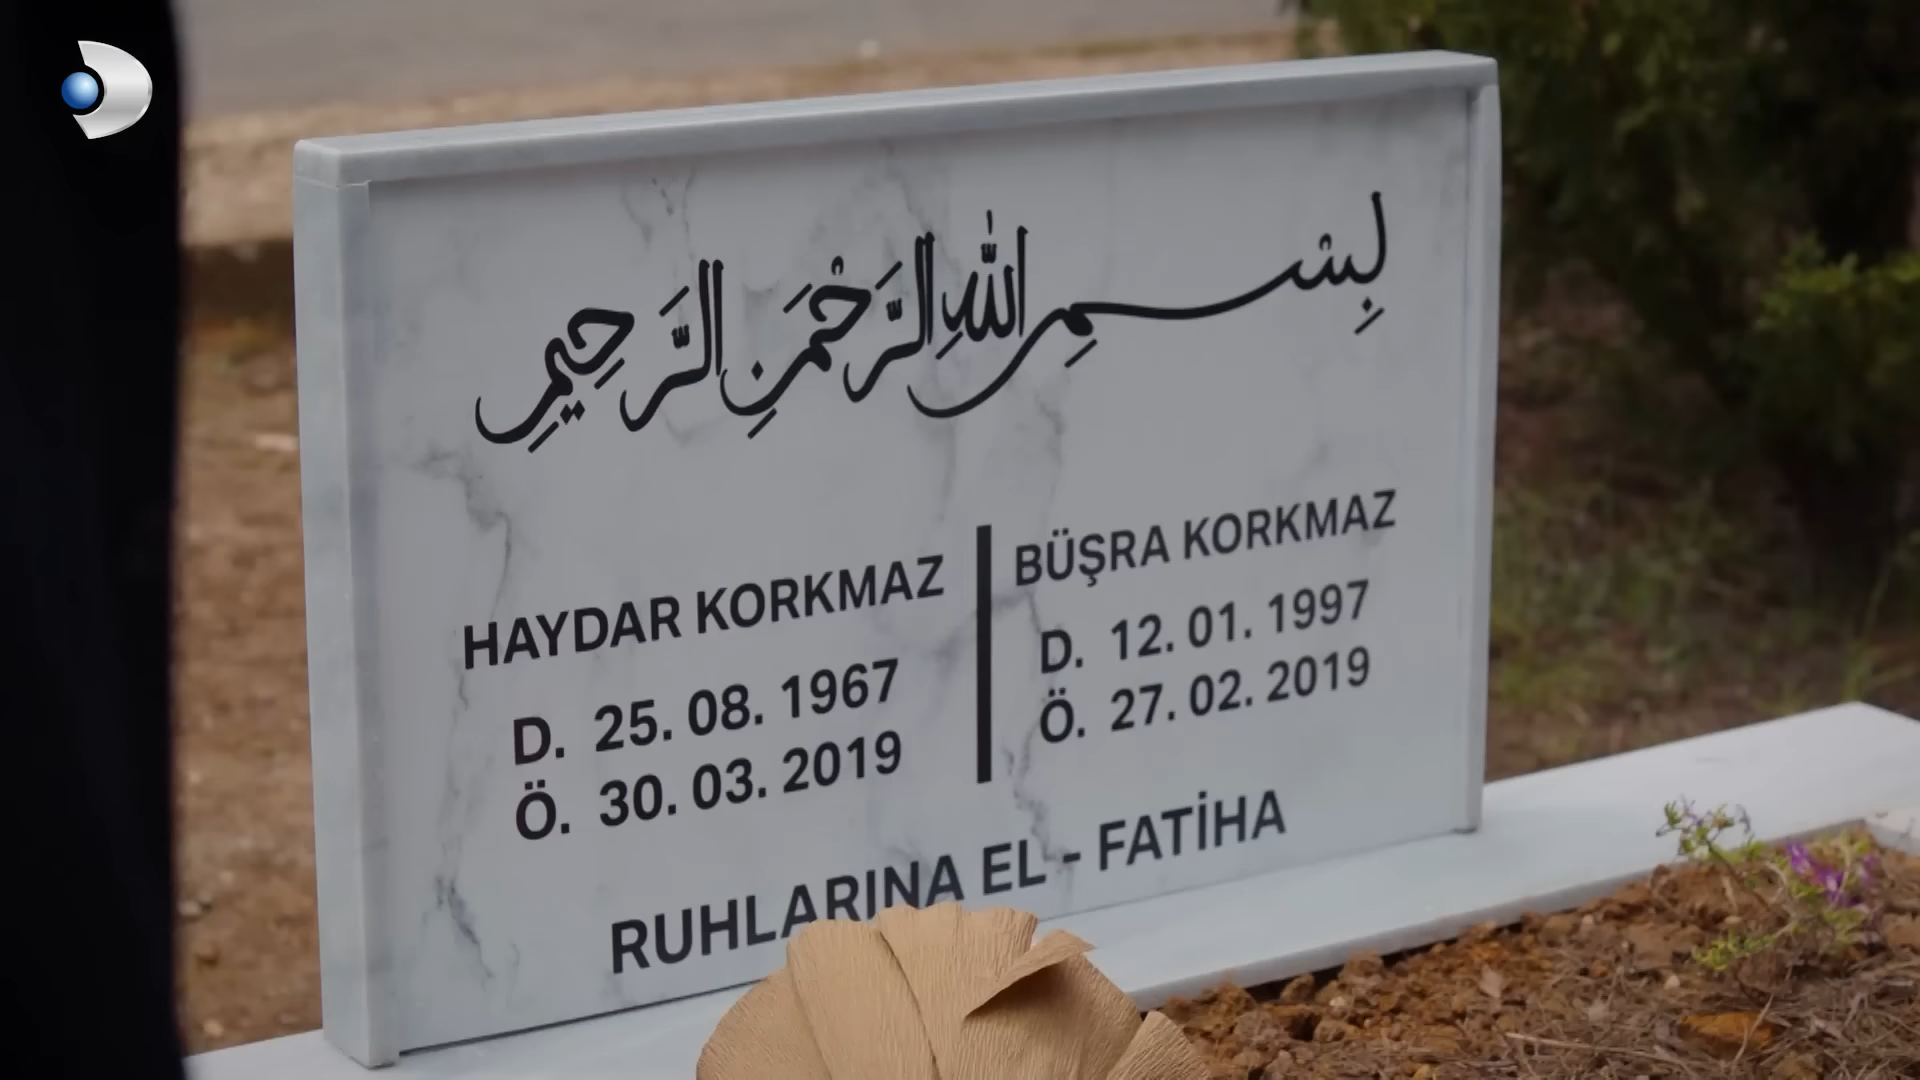 بِسْمِ اللَّهِ الرَّحْمَنِ الرَّحِيمِ
HAYDAR KORKMAZ
D. 25. 08. 1967
Ö. 30. 03. 2019
BÜŞRA KORKMAZ
D. 12. 01. 1997
Ö. 27. 02. 2019
RUHLARINA EL - FATİHA